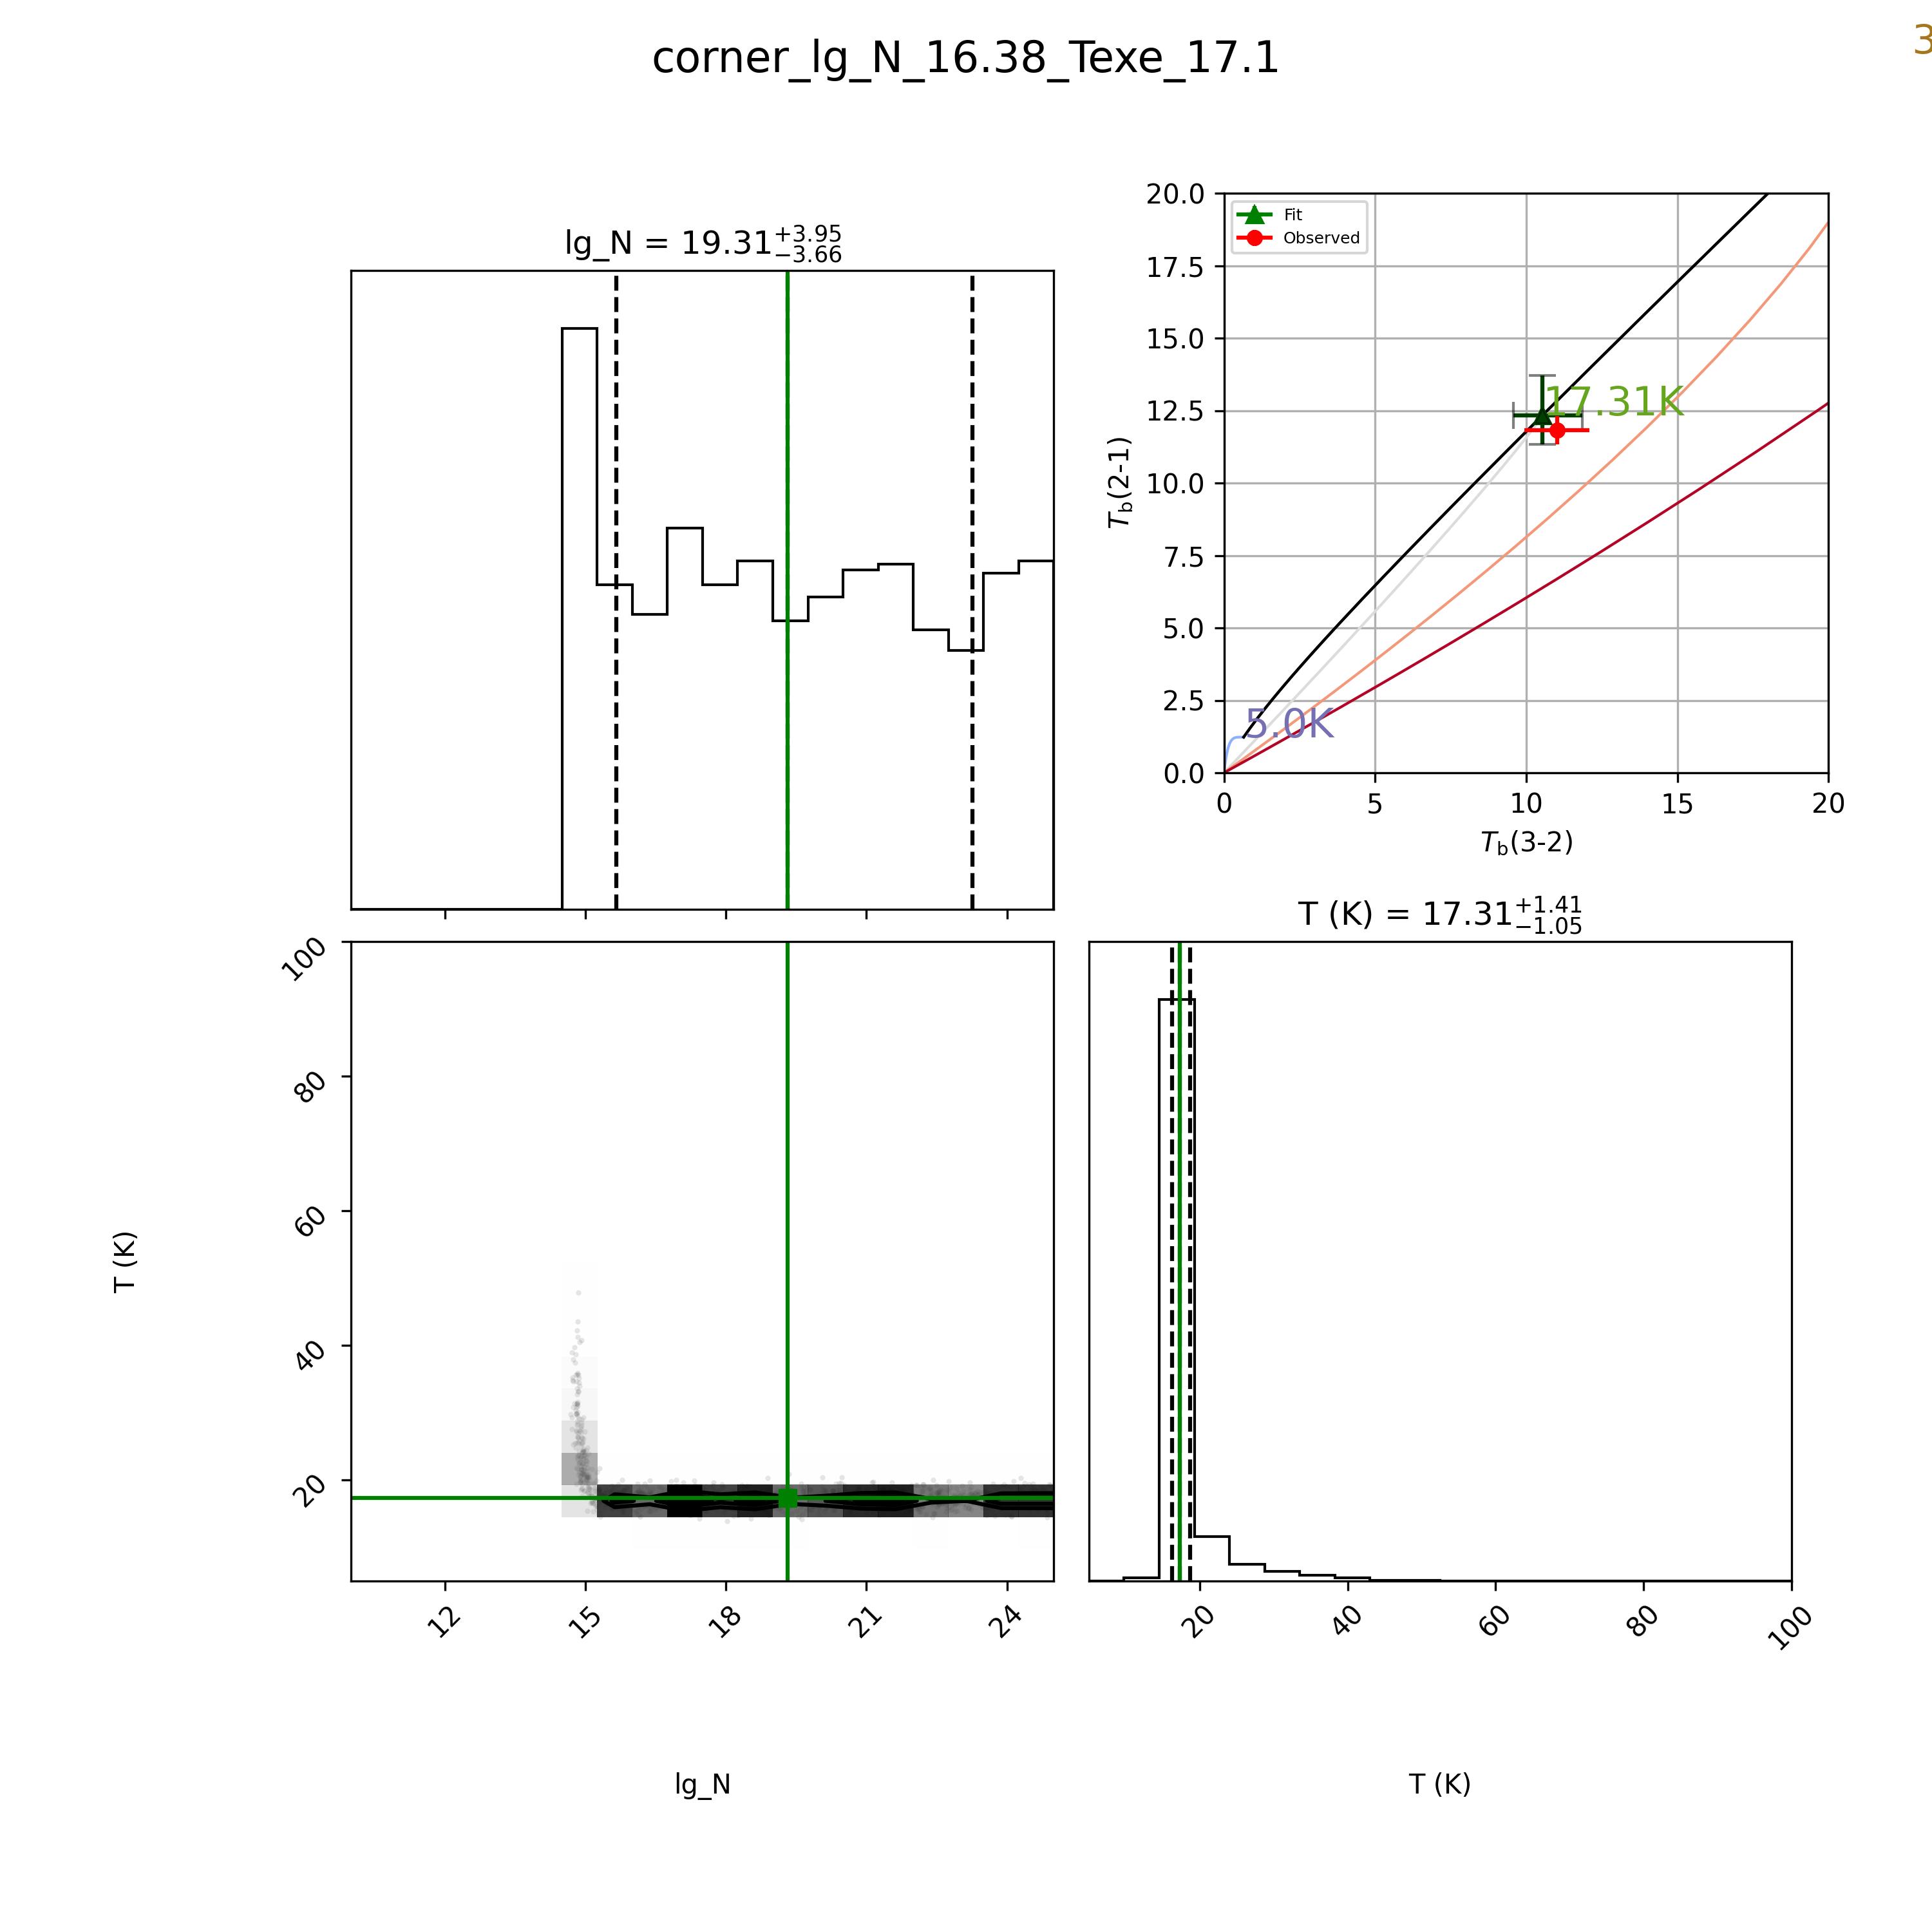 corner_lg_N_16.38_Texe_17.1
3
lg_N = 19.31 +3.95 −3.66
20.0
17.5
15.0
12.5
10.0
7.5
5.0
2.5
0.0
Fit
Observed
17.31K
5.0K
Tb(2-1)
0 5 10 15 20
Tb(3-2)
T (K) = 17.31 +1.41 −1.05
100
80
60
40
20
T (K)
12 15 18 21 24
lg_N
20 40 60 80 100
T (K)